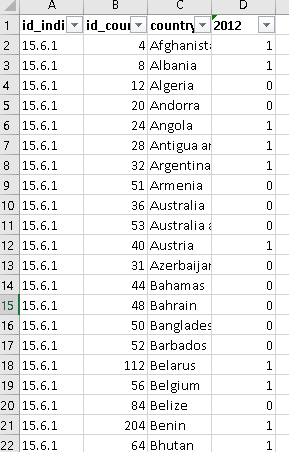 A B C D
1 id_indi id_coun country 2012
2 15.6.1 4 Afghanista 1
3 15.6.1 8 Albania 1
4 15.6.1 12 Algeria 0
5 15.6.1 20 Andorra 0
6 15.6.1 24 Angola 1
7 15.6.1 28 Antigua an 1
8 15.6.1 32 Argentina 1
9 15.6.1 51 Armenia 0
10 15.6.1 36 Australia 0
11 15.6.1 53 Australia a 0
12 15.6.1 40 Austria 1
13 15.6.1 31 Azerbaijan 0
14 15.6.1 44 Bahamas 0
15 15.6.1 48 Bahrain 0
16 15.6.1 50 Banglades 0
17 15.6.1 52 Barbados 0
18 15.6.1 112 Belarus 1
19 15.6.1 56 Belgium 1
20 15.6.1 84 Belize 0
21 15.6.1 204 Benin 1
22 15.6.1 64 Bhutan 1